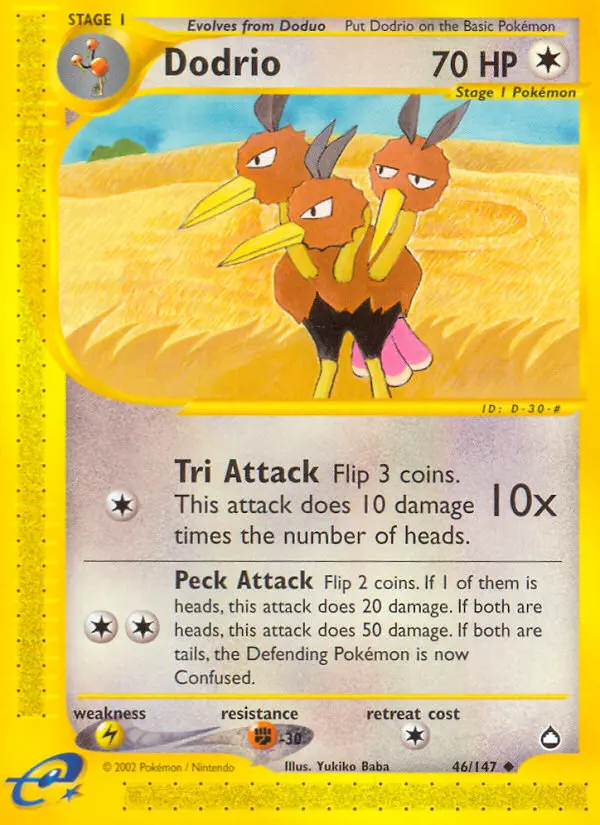 STAGE 1
Evolves from Doduo Put Dodrio on the Basic Pokémon
Dodrio 70 HP
Stage 1 Pokémon
ID: D-30-#
Tri Attack Flip 3 coins.
This attack does 10 damage
times the number of heads.
10x
Peck Attack Flip 2 coins. If 1 of them is
heads, this attack does 20 damage. If both are
heads, this attack does 50 damage. If both are
tails, the Defending Pokémon is now
Confused.
weakness resistance retreat cost
-30
© 2002 Pokémon / Nintendo Illus. Yukiko Baba 46/147
e